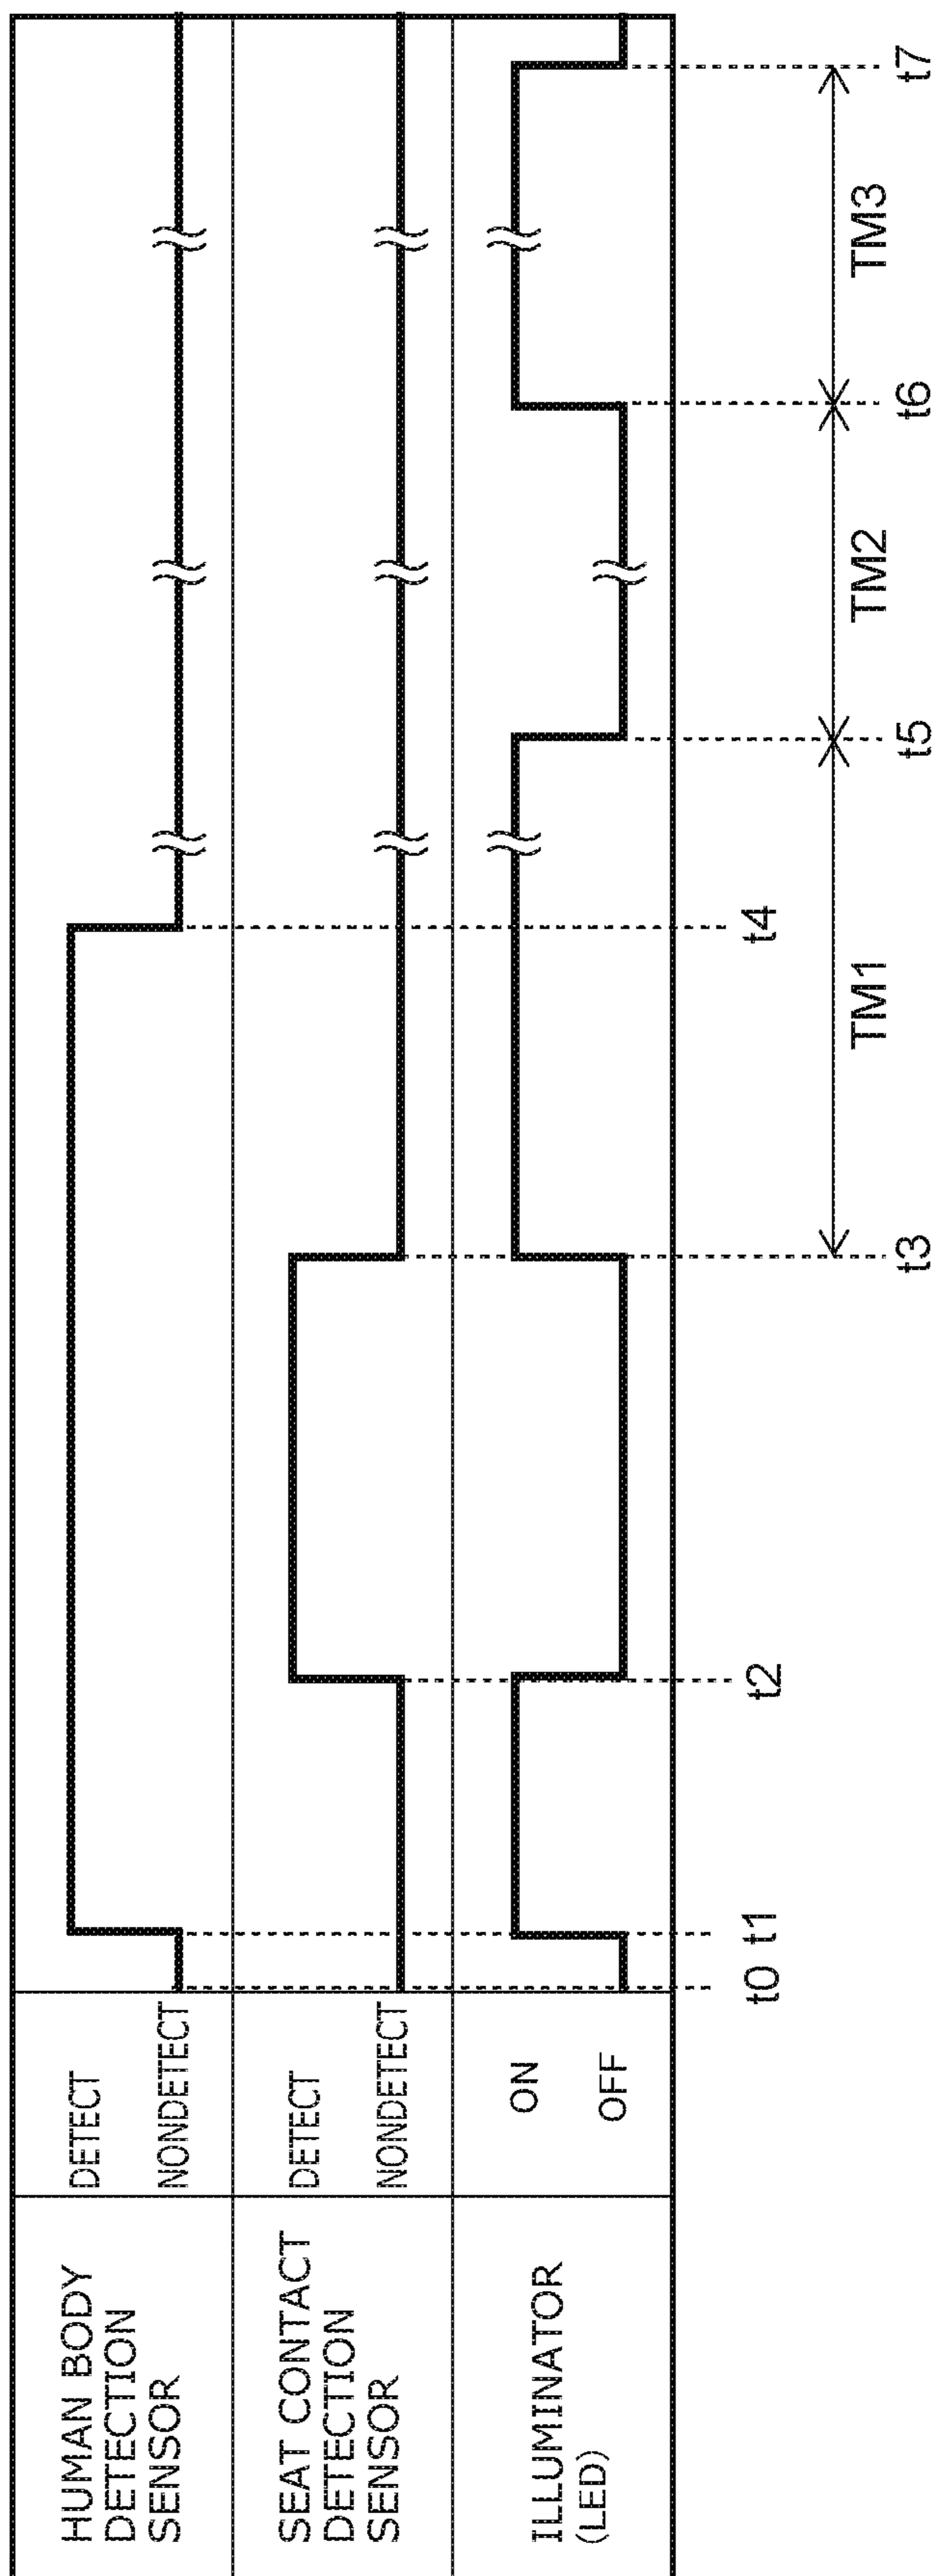 HUMAN BODY
DETECTION
SENSOR
DETECT
NONDETECT
SEAT CONTACT
DETECTION
SENSOR
DETECT
NONDETECT
ILLUMINATOR
(LED)
ON
OFF
t0 t1
t2
t4
TM1
TM2
TM3
t3
t5
t6
t7